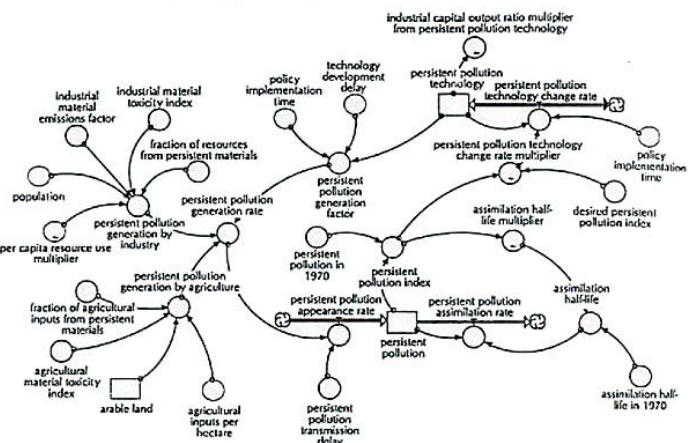 industrial capital output ratio multiplier
from persistent pollution technology
technology
development
delay
policy
implementation
time
persistent pollution
technology
persistent pollution
technology change rate
industrial
material
emissions factor
industrial material
toxicity index
fraction of resources
from persistent materials
persistent
pollution
generation
factor
persistent pollution technology
change rate multiplier
policy
implementation
time
population
persistent pollution
generation rate
persistent pollution
generation by
industry
per capita resource use
multiplier
desired persistent
pollution index
assimilation half-
life multiplier
persistent
pollution in
1970
persistent
pollution index
persistent pollution
generation by agriculture
assimilation
half-life
fraction of agricultural
inputs from persistent
materials
persistent pollution
appearance rate
persistent pollution
assimilation rate
persistent
pollution
agricultural
material toxicity
index
arable land
agricultural
inputs per
hectare
persistent
pollution
transmission
delay
assimilation half-
life in 1970